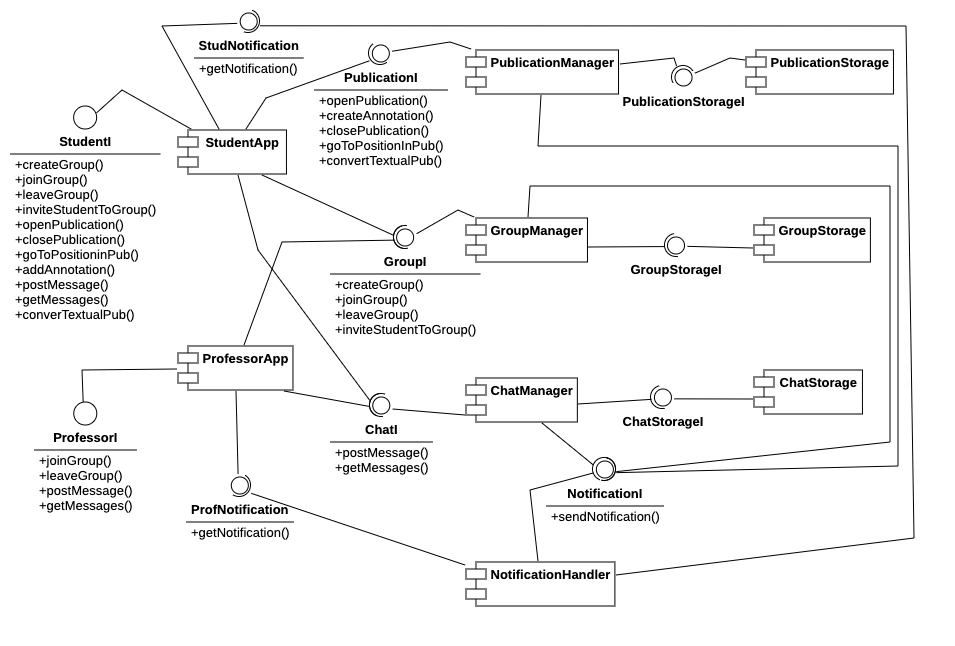 StudNotification
+getNotification()
PublicationI
+openPublication()
+createAnnotation()
+closePublication()
+goToPositionInPub()
+convertTextualPub()
PublicationManager
PublicationStorageI
PublicationStorage
StudentI
+createGroup()
+joinGroup()
+leaveGroup()
+inviteStudentToGroup()
+openPublication()
+closePublication()
+goToPositioninPub()
+addAnnotation()
+postMessage()
+getMessages()
+converTextualPub()
StudentApp
GroupI
+createGroup()
+joinGroup()
+leaveGroup()
+inviteStudentToGroup()
GroupManager
GroupStorageI
GroupStorage
ProfessorApp
ProfessorI
+joinGroup()
+leaveGroup()
+postMessage()
+getMessages()
ChatI
+postMessage()
+getMessages()
ChatManager
ChatStorageI
ChatStorage
ProfNotification
+getNotification()
NotificationI
+sendNotification()
NotificationHandler